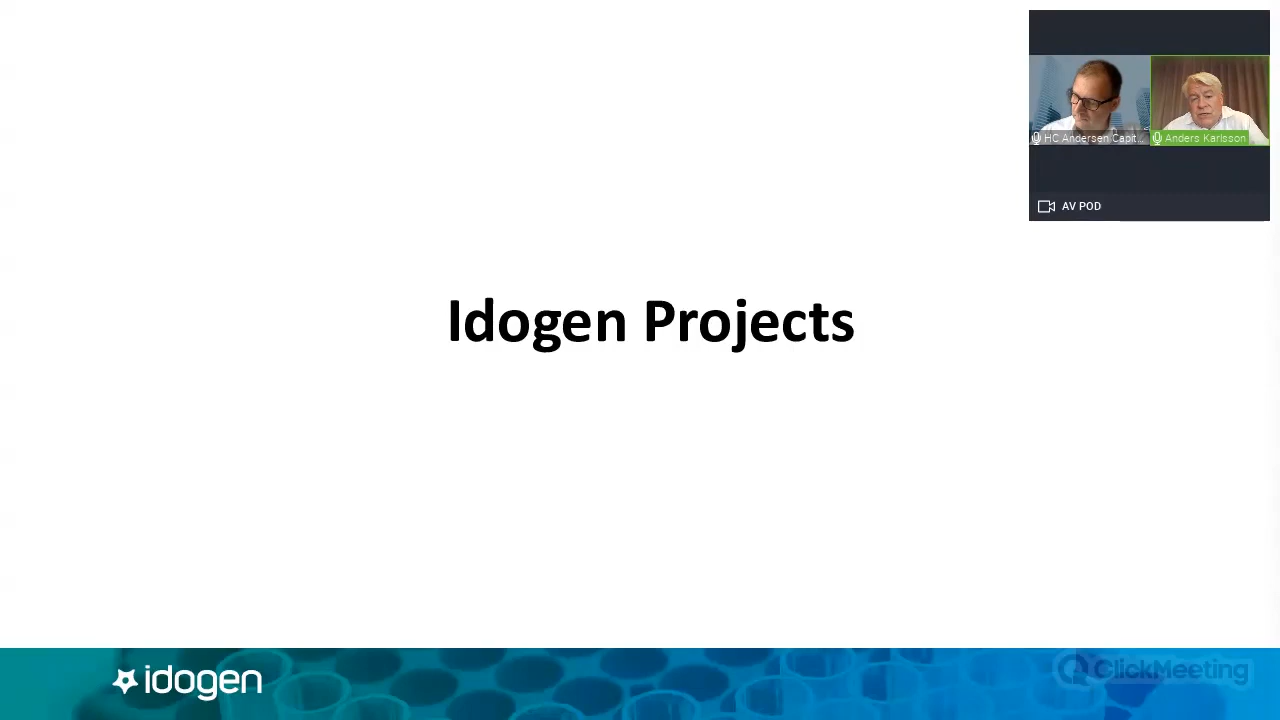 HC Andersen Capit...
Anders Karlsson
AV POD
Idogen Projects
idogen
ClickMeeting